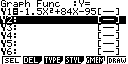 Graph Func :Y=
Y1=-1.5X²+84X-95[—]
Y2: [—]
Y3: [—]
Y4: [—]
Y5: [—]
Y6: [—]
SEL DEL TYPE STYL GMEM DRAW